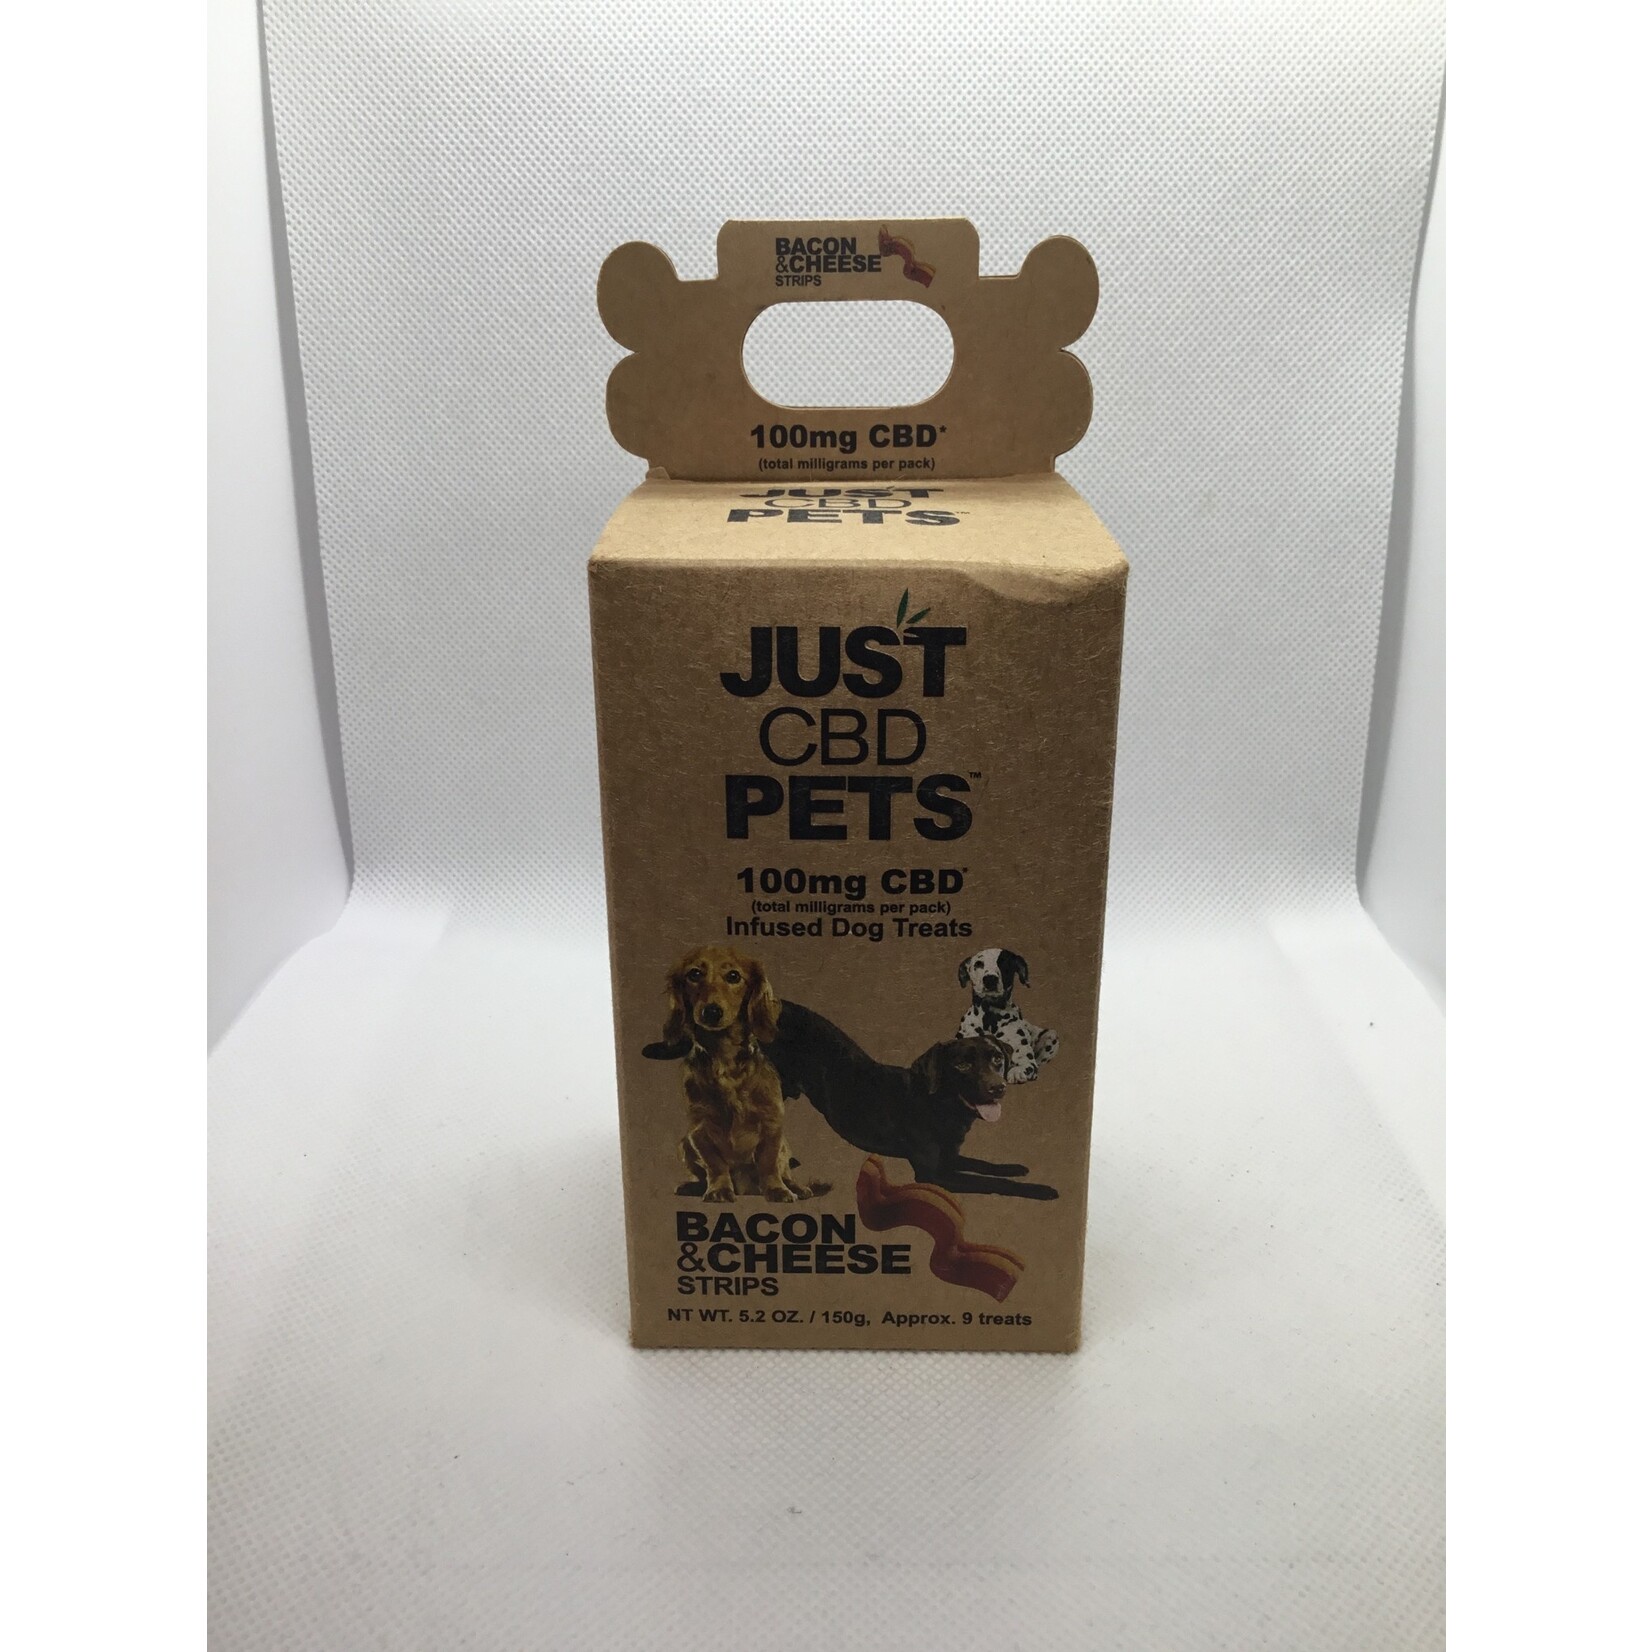 BACON
&CHEESE
STRIPS
100mg CBD*
(total milligrams per pack)
JUST
CBD
PETS™
JUST
CBD
PETS™
100mg CBD*
(total milligrams per pack)
Infused Dog Treats
BACON
&CHEESE
STRIPS
NT WT. 5.2 OZ. / 150g, Approx. 9 treats